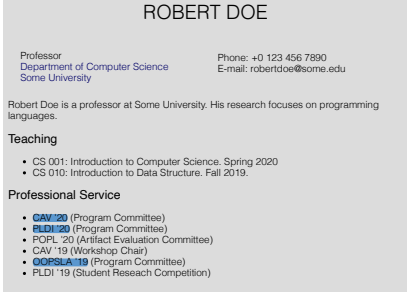 ROBERT DOE
Professor
Department of Computer Science
Some University
Phone: +0 123 456 7890
E-mail: robertdoe@some.edu
Robert Doe is a professor at Some University. His research focuses on programming
languages.
Teaching
• CS 001: Introduction to Computer Science. Spring 2020
• CS 010: Introduction to Data Structure. Fall 2019.
Professional Service
• CAV '20 (Program Committee)
• PLDI '20 (Program Committee)
• POPL '20 (Artifact Evaluation Committee)
• CAV '19 (Workshop Chair)
• OOPSLA '19 (Program Committee)
• PLDI '19 (Student Reseach Competition)